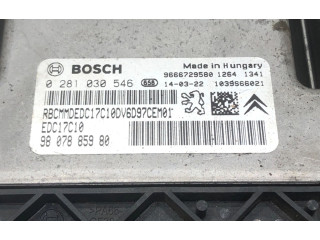 BOSCH
Made in Hungary
0 281 030 546
9666729580 1264 1341
14-03-22 1039S66021
RBCMMDEDC17C10DV6D97CEM01
EDC17C10
98 078 859 80